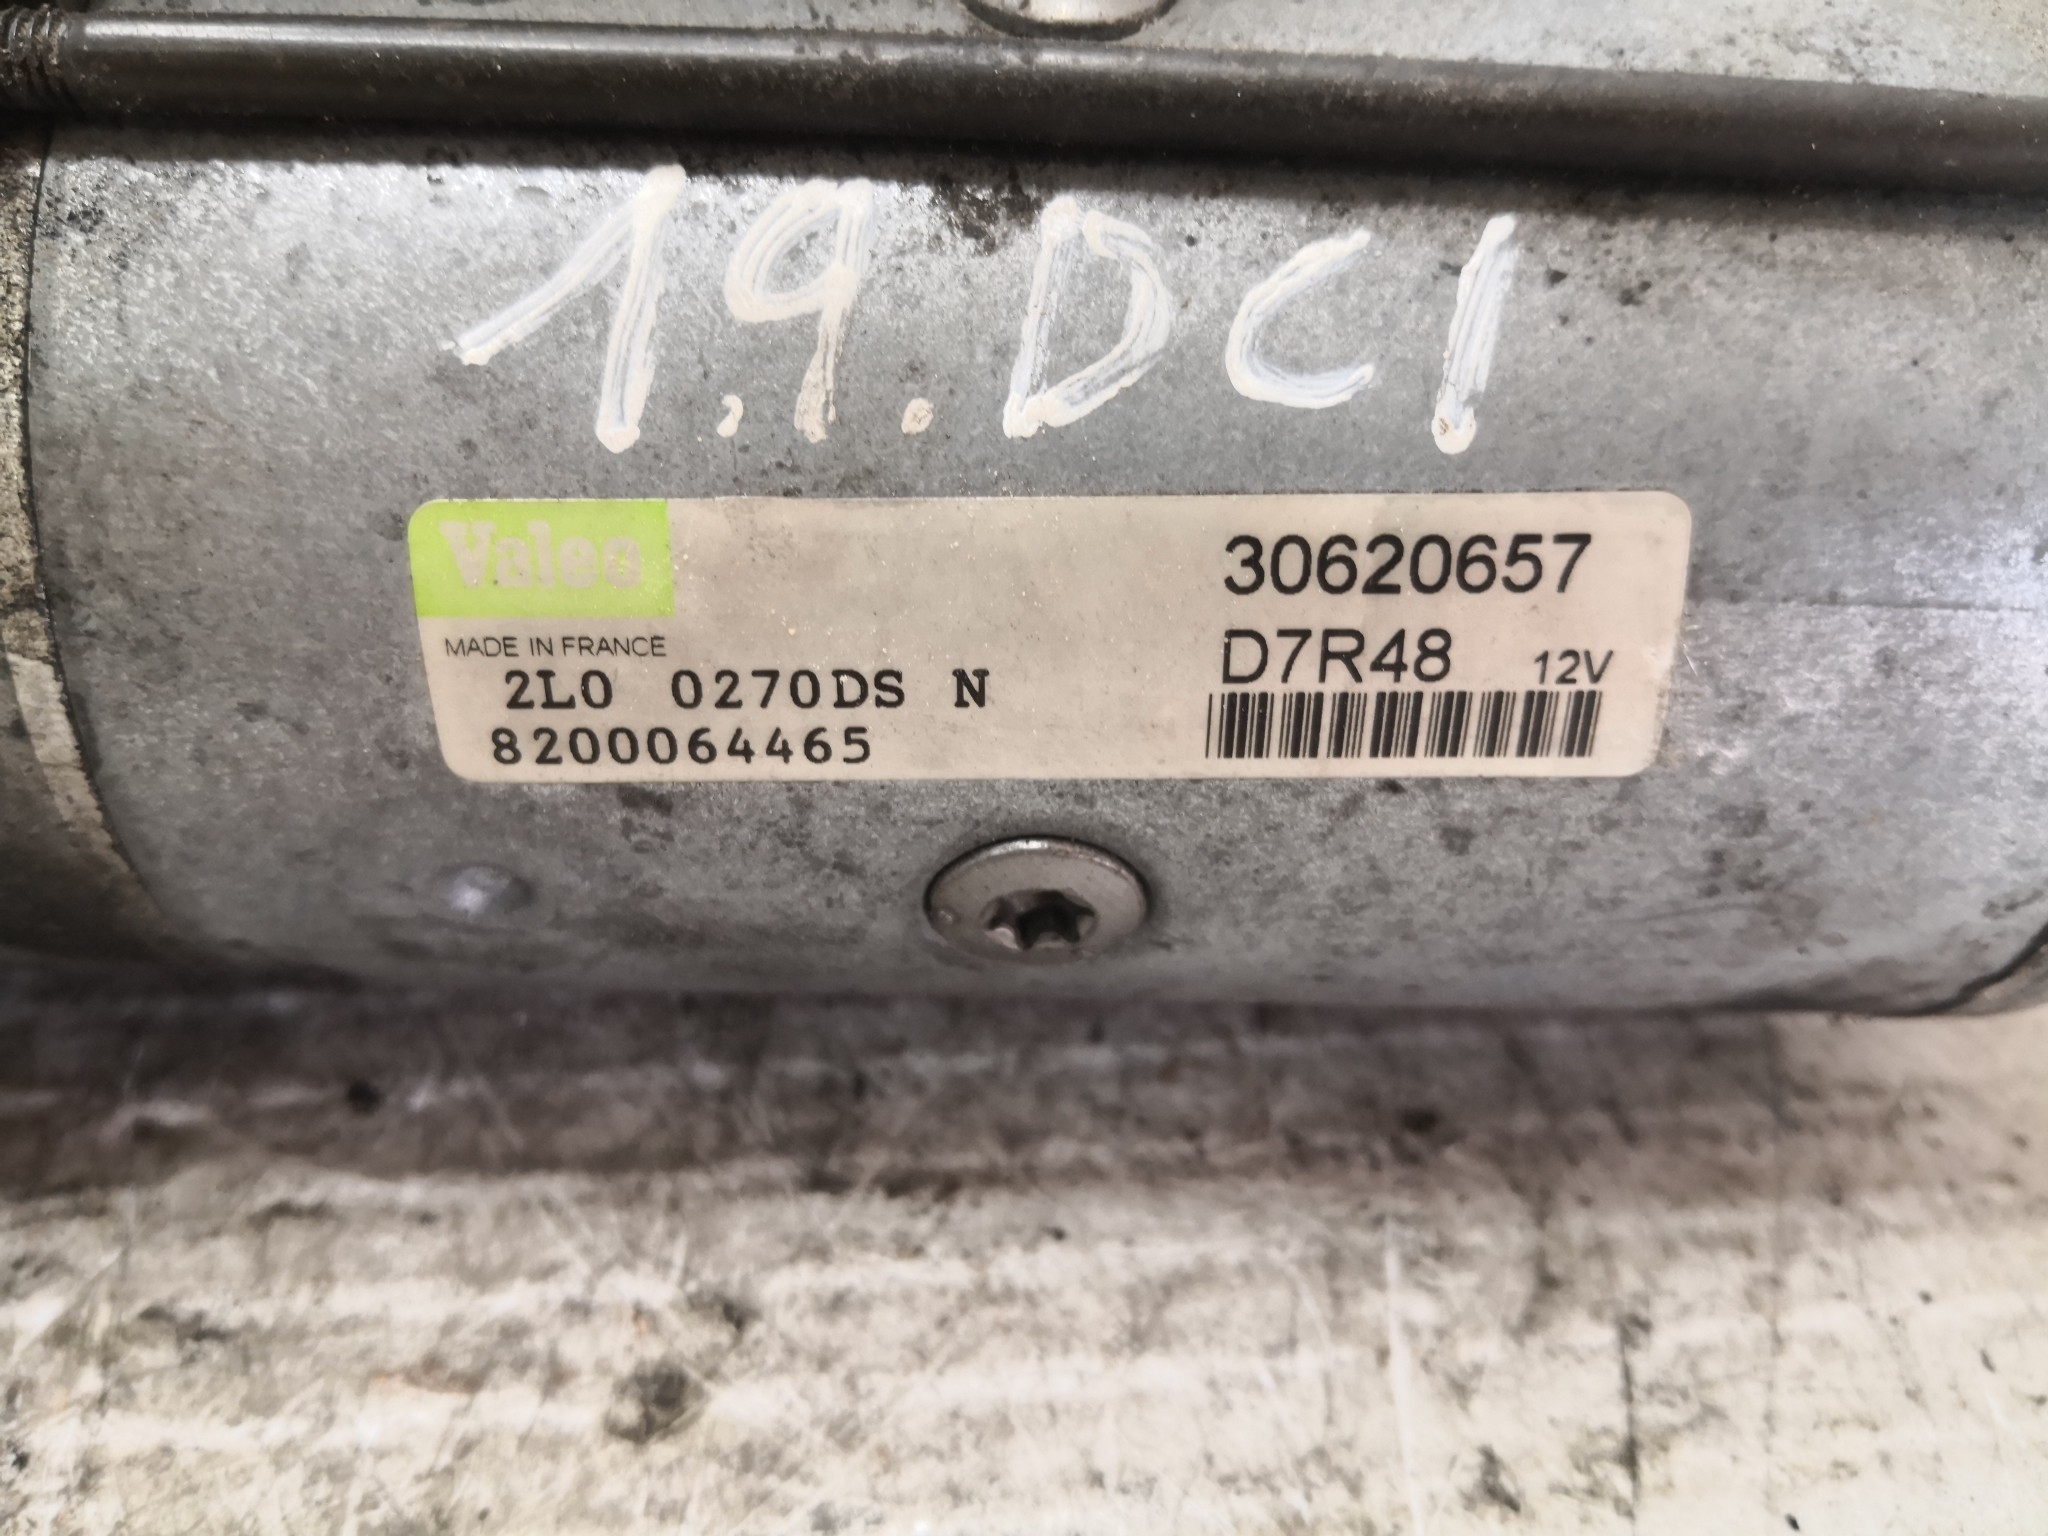 1.9.DCI
Valeo
30620657
MADE IN FRANCE
D7R48 12V
2L0 0270DS N
8200064465